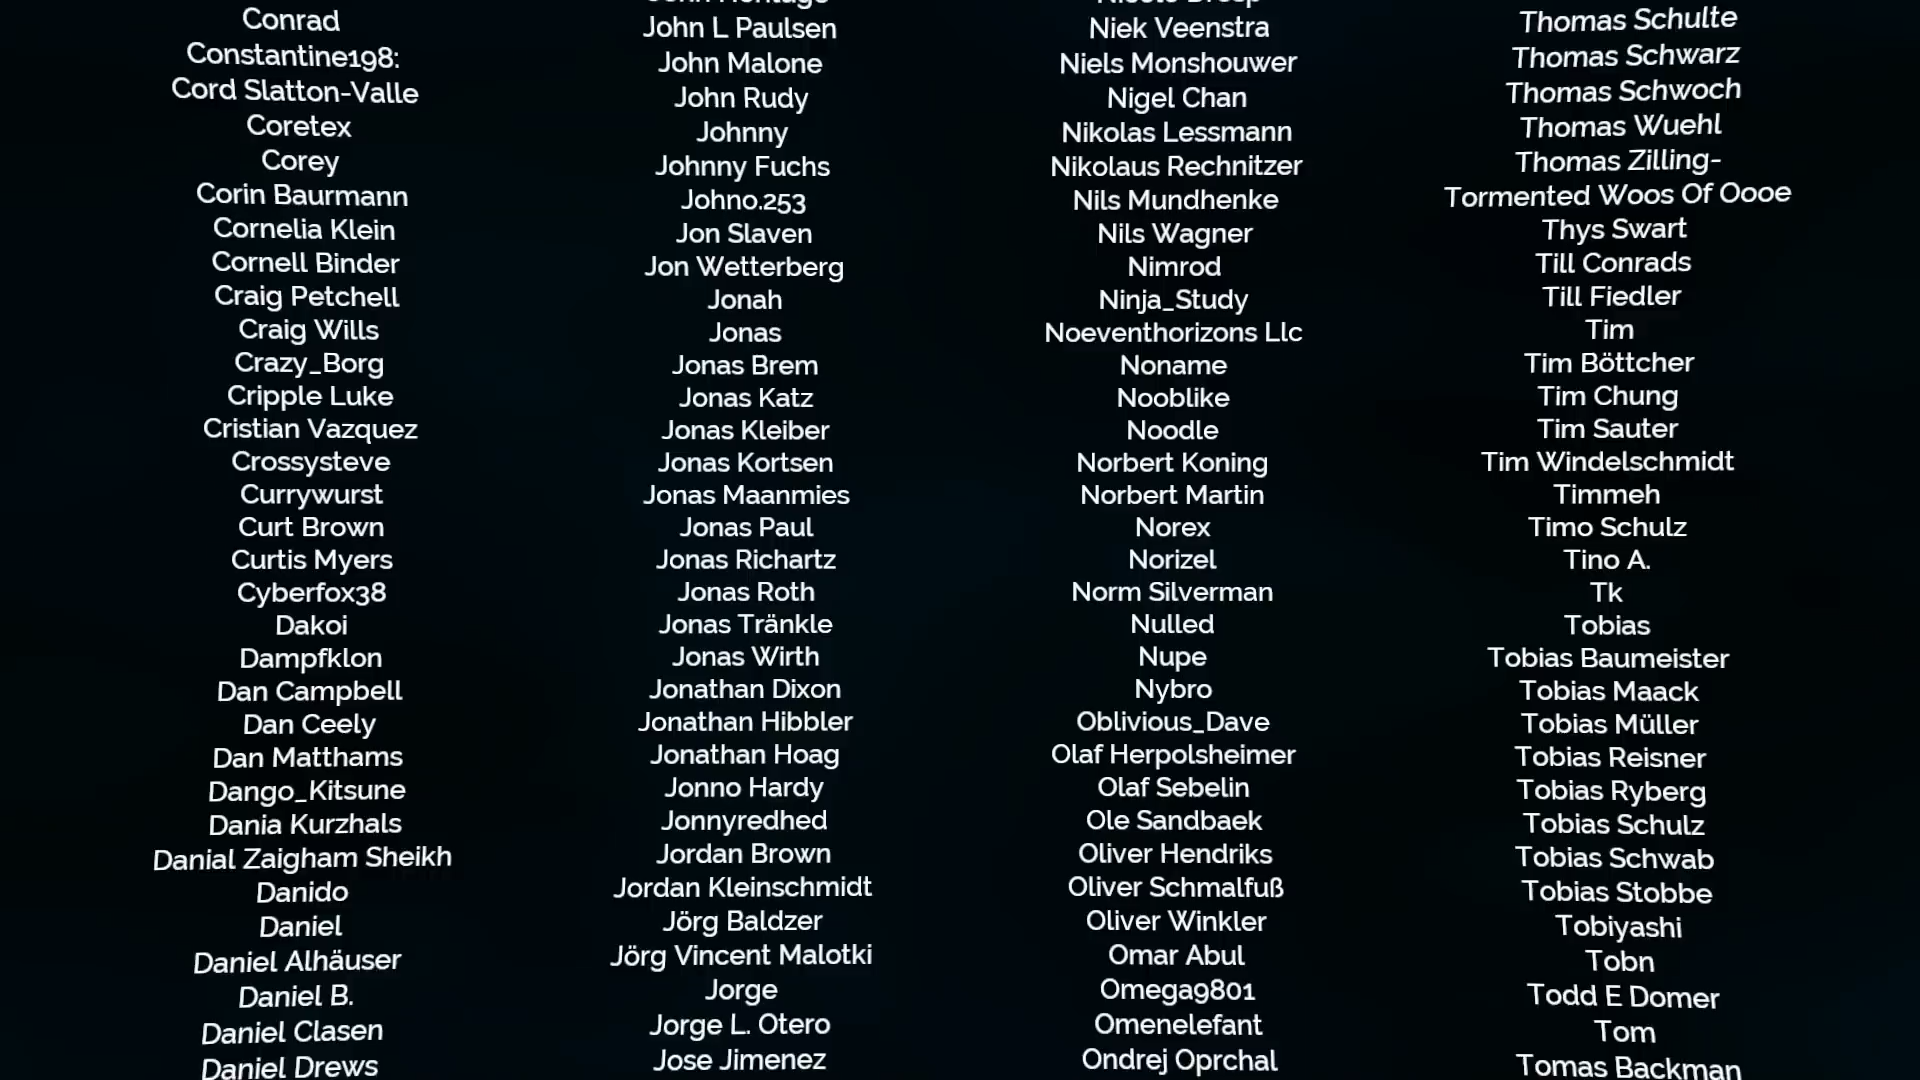 Conrad
Constantine198:
Cord Slatton-Valle
Coretex
Corey
Corin Baurmann
Cornelia Klein
Cornell Binder
Craig Petchell
Craig Wills
Crazy_Borg
Cripple Luke
Cristian Vazquez
Crossysteve
Currywurst
Curt Brown
Curtis Myers
Cyberfox38
Dakoi
Dampfklon
Dan Campbell
Dan Ceely
Dan Matthams
Dango_Kitsune
Dania Kurzhals
Danial Zaigham Sheikh
Danido
Daniel
Daniel Alhäuser
Daniel B.
Daniel Clasen
Daniel Drews
John L Paulsen
John Malone
John Rudy
Johnny
Johnny Fuchs
Johno.253
Jon Slaven
Jon Wetterberg
Jonah
Jonas
Jonas Brem
Jonas Katz
Jonas Kleiber
Jonas Kortsen
Jonas Maanmies
Jonas Paul
Jonas Richartz
Jonas Roth
Jonas Tränkle
Jonas Wirth
Jonathan Dixon
Jonathan Hibbler
Jonathan Hoag
Jonno Hardy
Jonnyredhed
Jordan Brown
Jordan Kleinschmidt
Jörg Baldzer
Jörg Vincent Malotki
Jorge
Jorge L. Otero
Jose Jimenez
Niek Veenstra
Niels Monshouwer
Nigel Chan
Nikolas Lessmann
Nikolaus Rechnitzer
Nils Mundhenke
Nils Wagner
Nimrod
Ninja_Study
Noeventhorizons Llc
Noname
Nooblike
Noodle
Norbert Koning
Norbert Martin
Norex
Norizel
Norm Silverman
Nulled
Nupe
Nybro
Oblivious_Dave
Olaf Herpolsheimer
Olaf Sebelin
Ole Sandbaek
Oliver Hendriks
Oliver Schmalfuß
Oliver Winkler
Omar Abul
Omega9801
Omenelefant
Ondrej Oprchal
Thomas Schulte
Thomas Schwarz
Thomas Schwoch
Thomas Wuehl
Thomas Zilling-
Tormented Woos Of Oooe
Thys Swart
Till Conrads
Till Fiedler
Tim
Tim Böttcher
Tim Chung
Tim Sauter
Tim Windelschmidt
Timmeh
Timo Schulz
Tino A.
Tk
Tobias
Tobias Baumeister
Tobias Maack
Tobias Müller
Tobias Reisner
Tobias Ryberg
Tobias Schulz
Tobias Schwab
Tobias Stobbe
Tobiyashi
Tobn
Todd E Domer
Tom
Tomas Backman